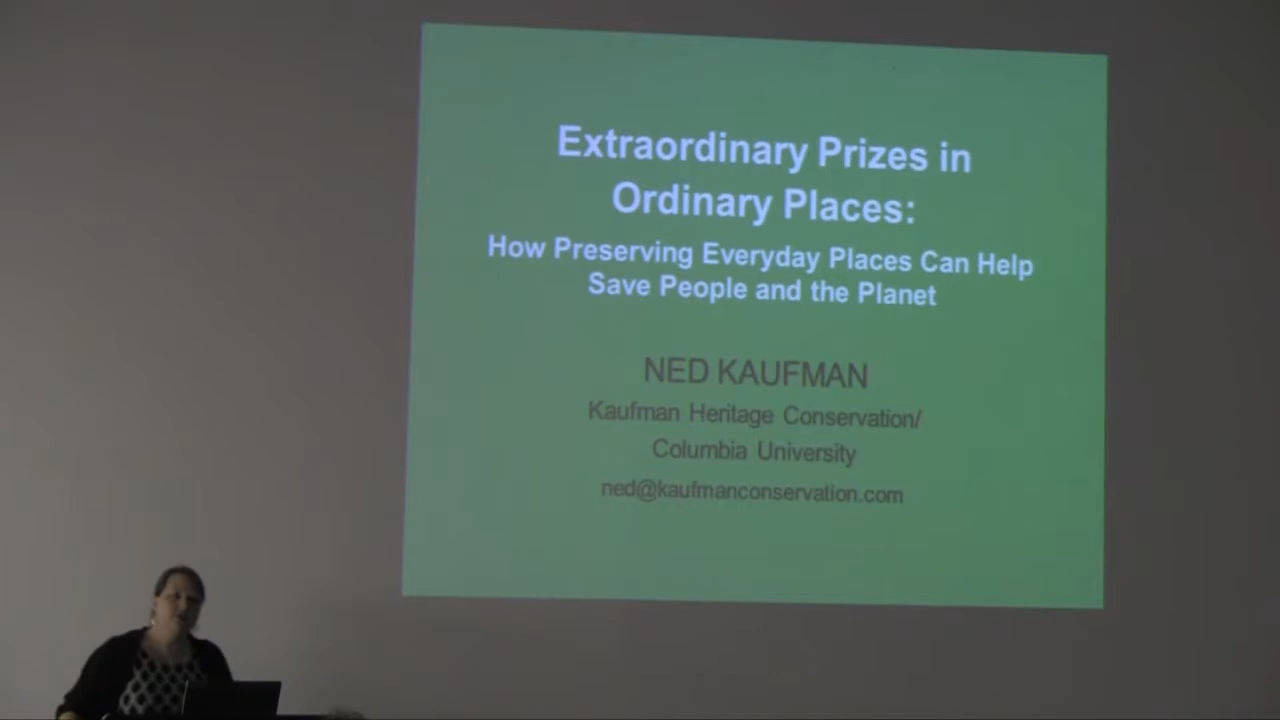 Extraordinary Prizes in
Ordinary Places:
How Preserving Everyday Places Can Help
Save People and the Planet
NED KAUFMAN
Kaufman Heritage Conservation/
Columbia University
ned@kaufmanconservation.com